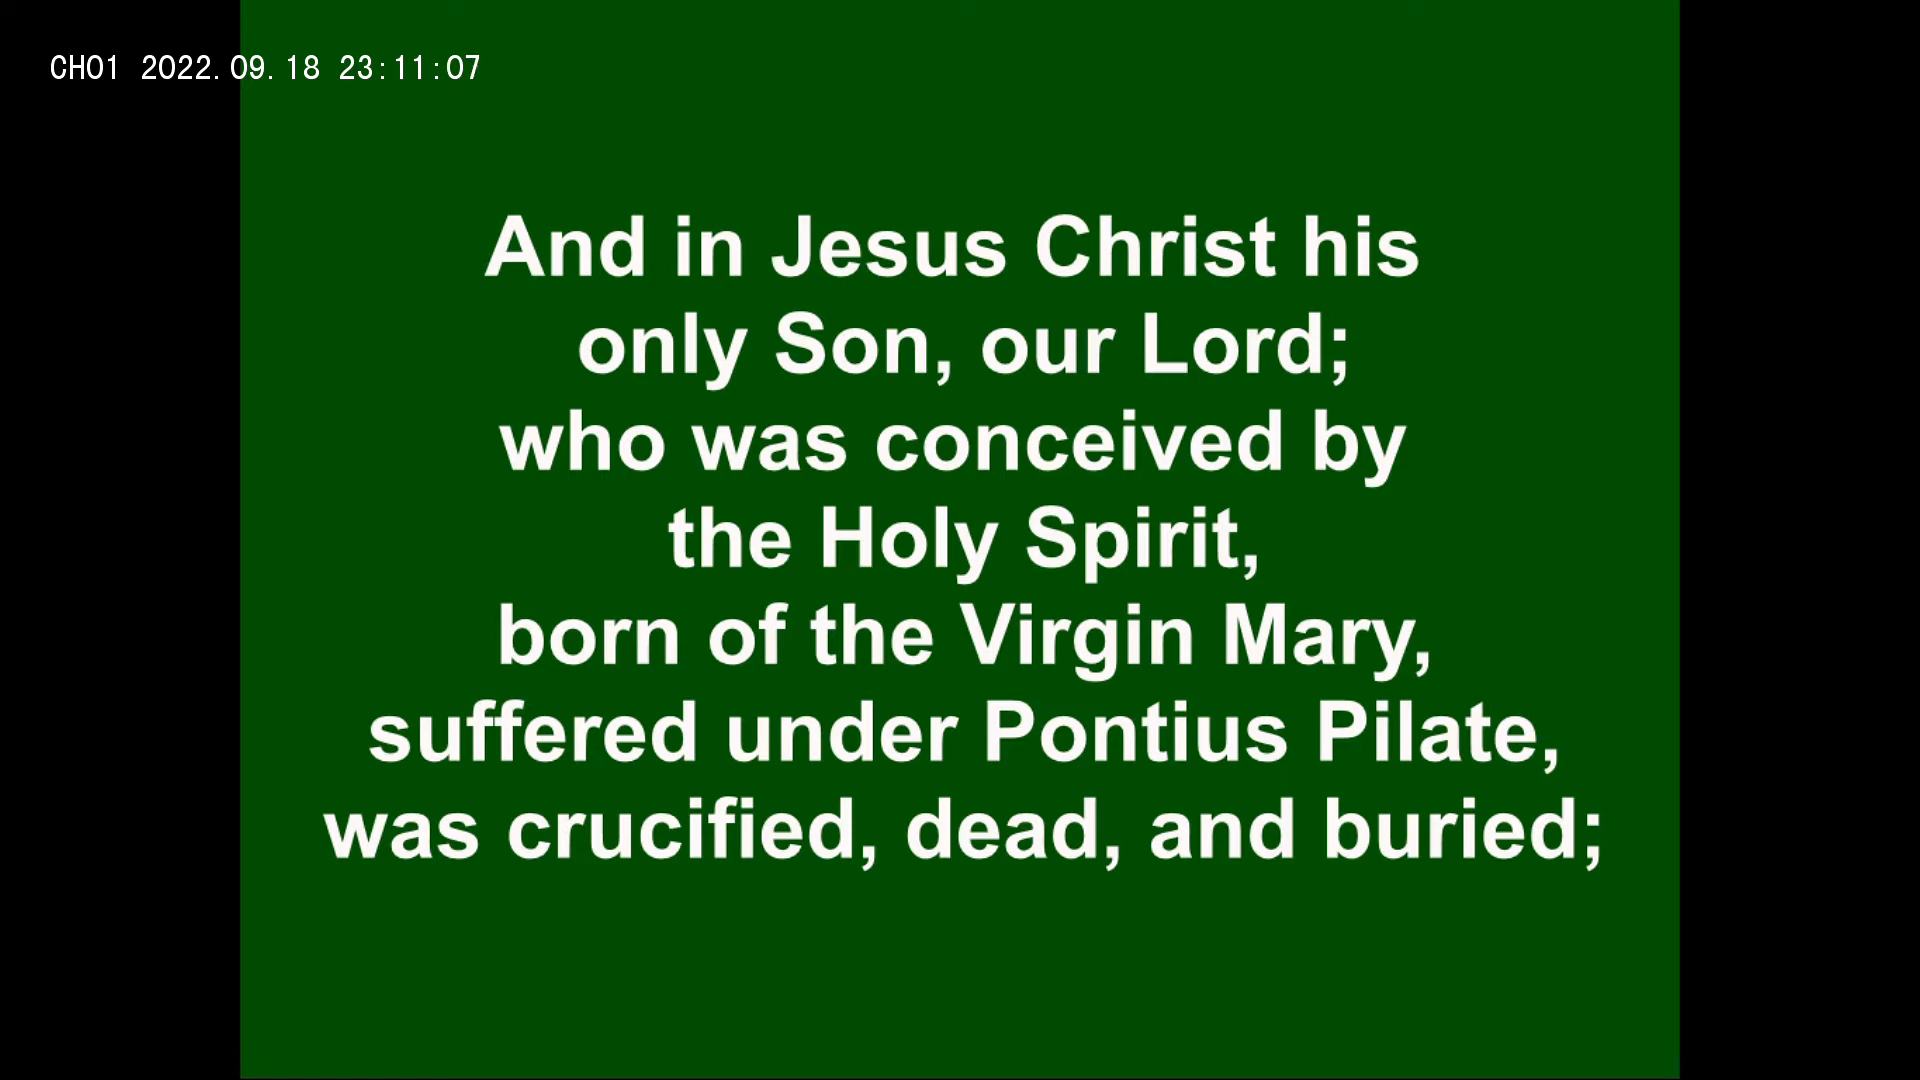 CH01 2022.09.18 23:11:07
And in Jesus Christ his
only Son, our Lord;
who was conceived by
the Holy Spirit,
born of the Virgin Mary,
suffered under Pontius Pilate,
was crucified, dead, and buried;